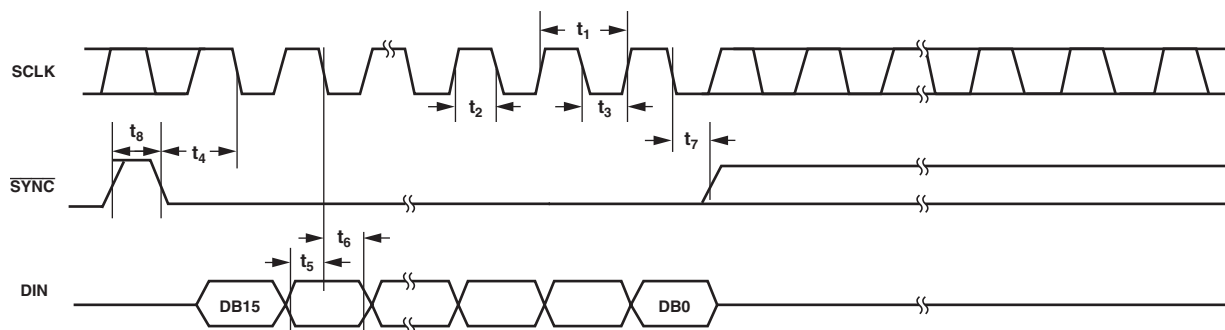 t₁
SCLK
t₂
t₃
t₈
t₄
t₇
SYNC
t₆
t₅
DIN
DB15
DB0